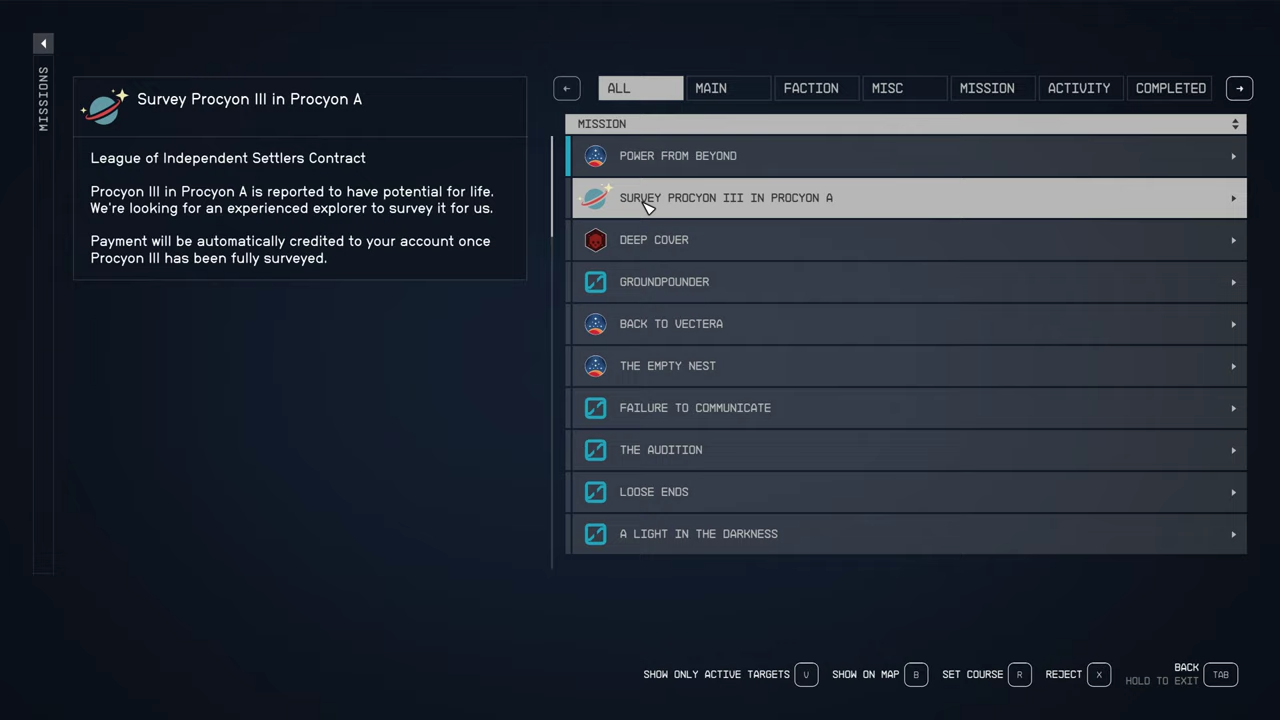 MISSIONS
Survey Procyon III in Procyon A
League of Independent Settlers Contract
Procyon III in Procyon A is reported to have potential for life.
We're looking for an experienced explorer to survey it for us.
Payment will be automatically credited to your account once
Procyon III has been fully surveyed.
ALL MAIN FACTION MISC MISSION ACTIVITY COMPLETED
MISSION
POWER FROM BEYOND
SURVEY PROCYON III IN PROCYON A
DEEP COVER
GROUNDPOUNDER
BACK TO VECTERA
THE EMPTY NEST
FAILURE TO COMMUNICATE
THE AUDITION
LOOSE ENDS
A LIGHT IN THE DARKNESS
SHOW ONLY ACTIVE TARGETS V SHOW ON MAP B SET COURSE R REJECT X BACK TAB
HOLD TO EXIT